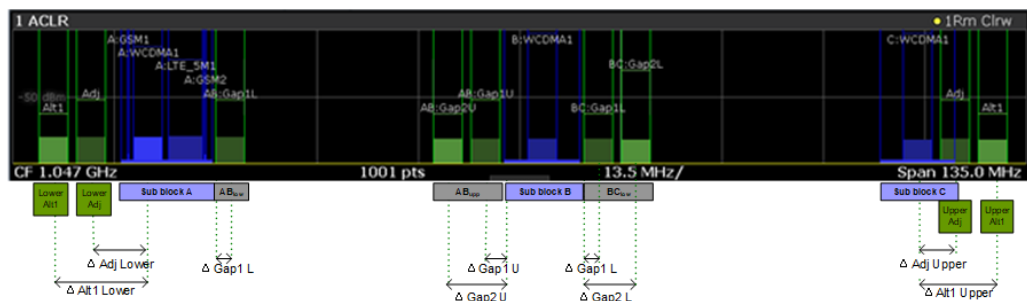 1 ACLR
1Rm Clrw
A:GSM1
B:WCDMA1
C:WCDMA1
A:WCDMA1
A:LTE_5M1
BC:Gap2L
A:GSM2
-50 dBm
Adj
AB:Gap1L
AB:Gap1U
Adj
Alt1
AB:Gap2U
BC:Gap1L
Alt1
CF 1.047 GHz
1001 pts
13.5 MHz/
Span 135.0 MHz
Lower Alt1
Lower Adj
Sub block A
ABlow
ABupp
Sub block B
BClow
Sub block C
Upper Adj
Upper Alt1
Δ Adj Lower
Δ Gap1 L
Δ Gap1 U
Δ Gap1 L
Δ Adj Upper
Δ Alt1 Lower
Δ Gap2 U
Δ Gap2 L
Δ Alt1 Upper